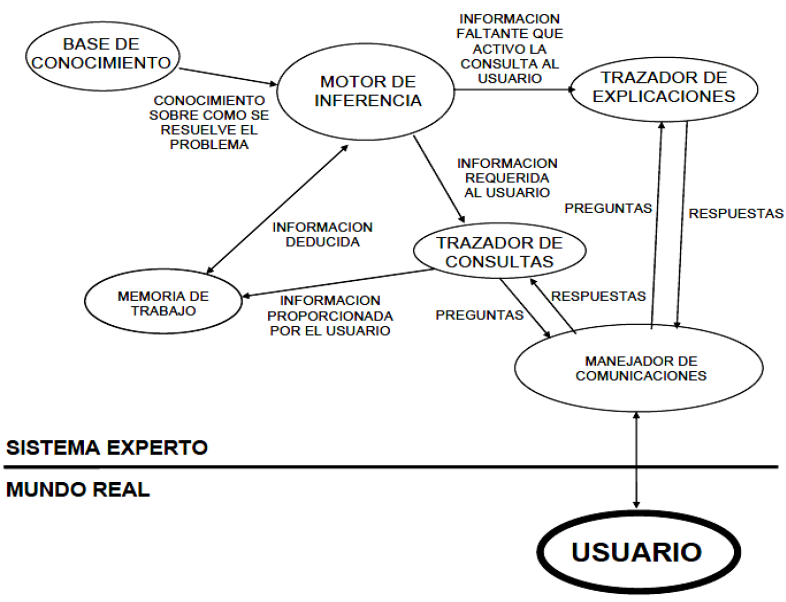 BASE DE
CONOCIMIENTO
MOTOR DE
INFERENCIA
INFORMACION
FALTANTE QUE
ACTIVO LA
CONSULTA AL
USUARIO
TRAZADOR DE
EXPLICACIONES
CONOCIMIENTO
SOBRE COMO SE
RESUELVE EL
PROBLEMA
INFORMACION
REQUERIDA
AL USUARIO
PREGUNTAS
RESPUESTAS
INFORMACION
DEDUCIDA
TRAZADOR DE
CONSULTAS
MEMORIA DE
TRABAJO
INFORMACION
PROPORCIONADA
POR EL USUARIO
RESPUESTAS
PREGUNTAS
MANEJADOR DE
COMUNICACIONES
SISTEMA EXPERTO
MUNDO REAL
USUARIO